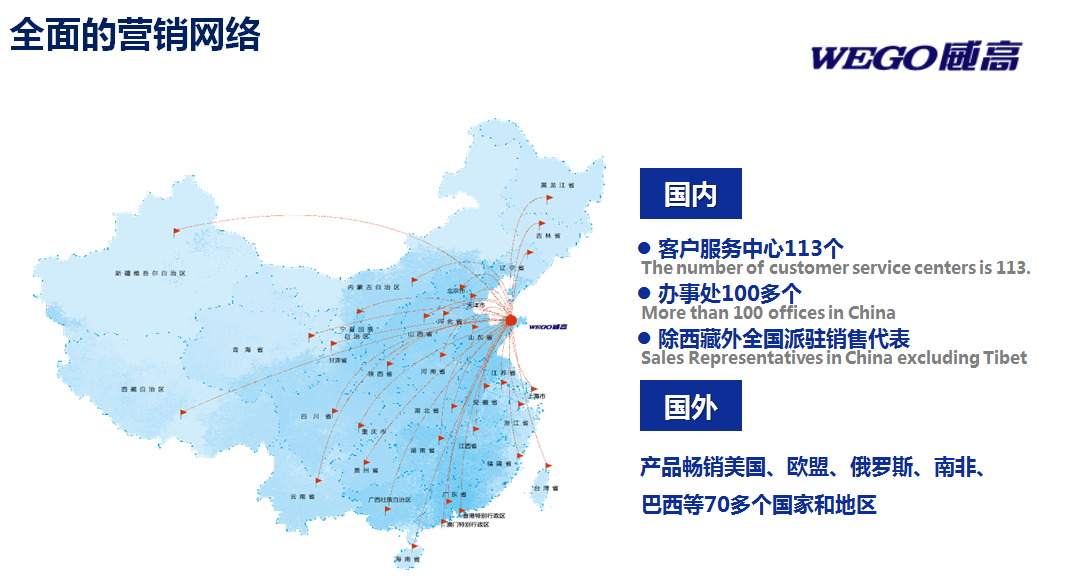 全面的营销网络
WEGO威高
黑龙江省
吉林省
辽宁省
新疆维吾尔自治区
内蒙古自治区
北京市
天津市
河北省
WEGO威高
宁夏回族
自治区
山西省
山东省
青海省
甘肃省
陕西省
河南省
江苏省
西藏自治区
上海市
安徽省
四川省
湖北省
浙江省
重庆市
湖南省
江西省
贵州省
福建省
云南省
广西壮族自治区
广东省
台湾省
香港特别行政区
澳门特别行政区
海南省
国内
客户服务中心113个
The number of customer service centers is 113.
办事处100多个
More than 100 offices in China
除西藏外全国派驻销售代表
Sales Representatives in China excluding Tibet
国外
产品畅销美国、欧盟、俄罗斯、南非、
巴西等70多个国家和地区